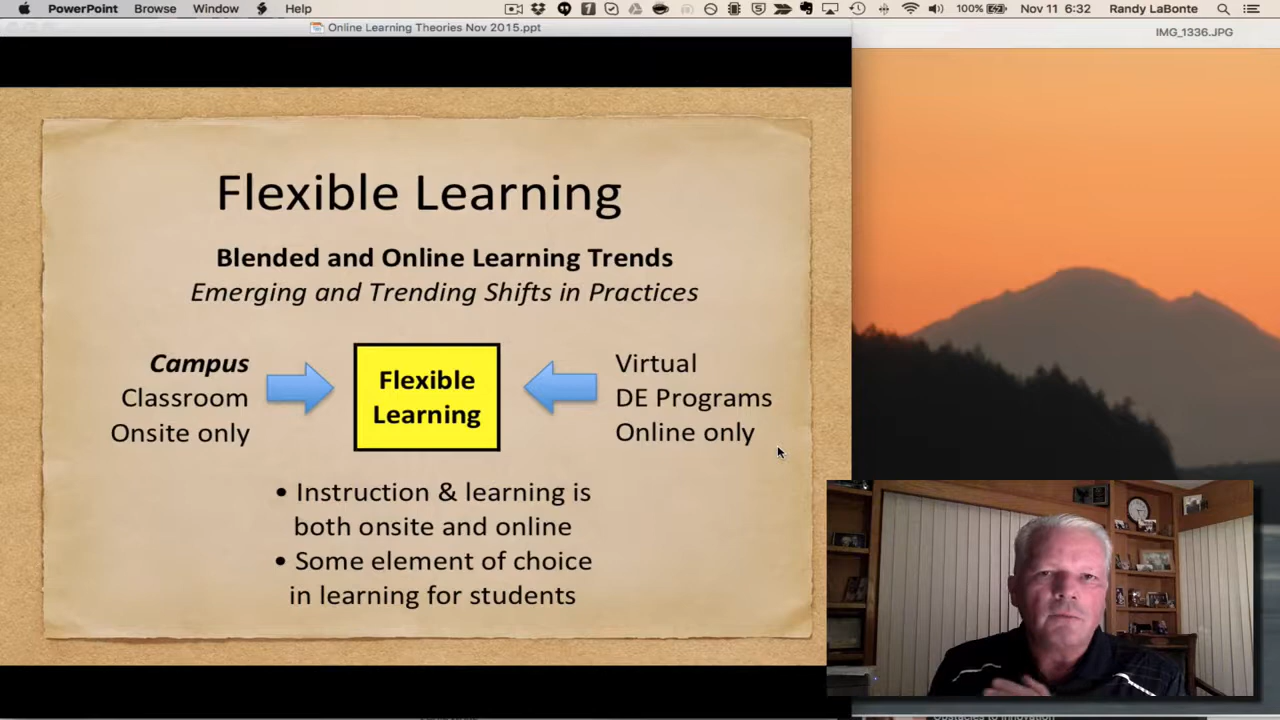 PowerPoint Browse Window Help
100% Nov 11 6:32 Randy LaBonte
Online Learning Theories Nov 2015.ppt
IMG_1336.JPG
Flexible Learning
Blended and Online Learning Trends
Emerging and Trending Shifts in Practices
Campus
Classroom
Onsite only
Flexible
Learning
Virtual
DE Programs
Online only
• Instruction & learning is
both onsite and online
• Some element of choice
in learning for students